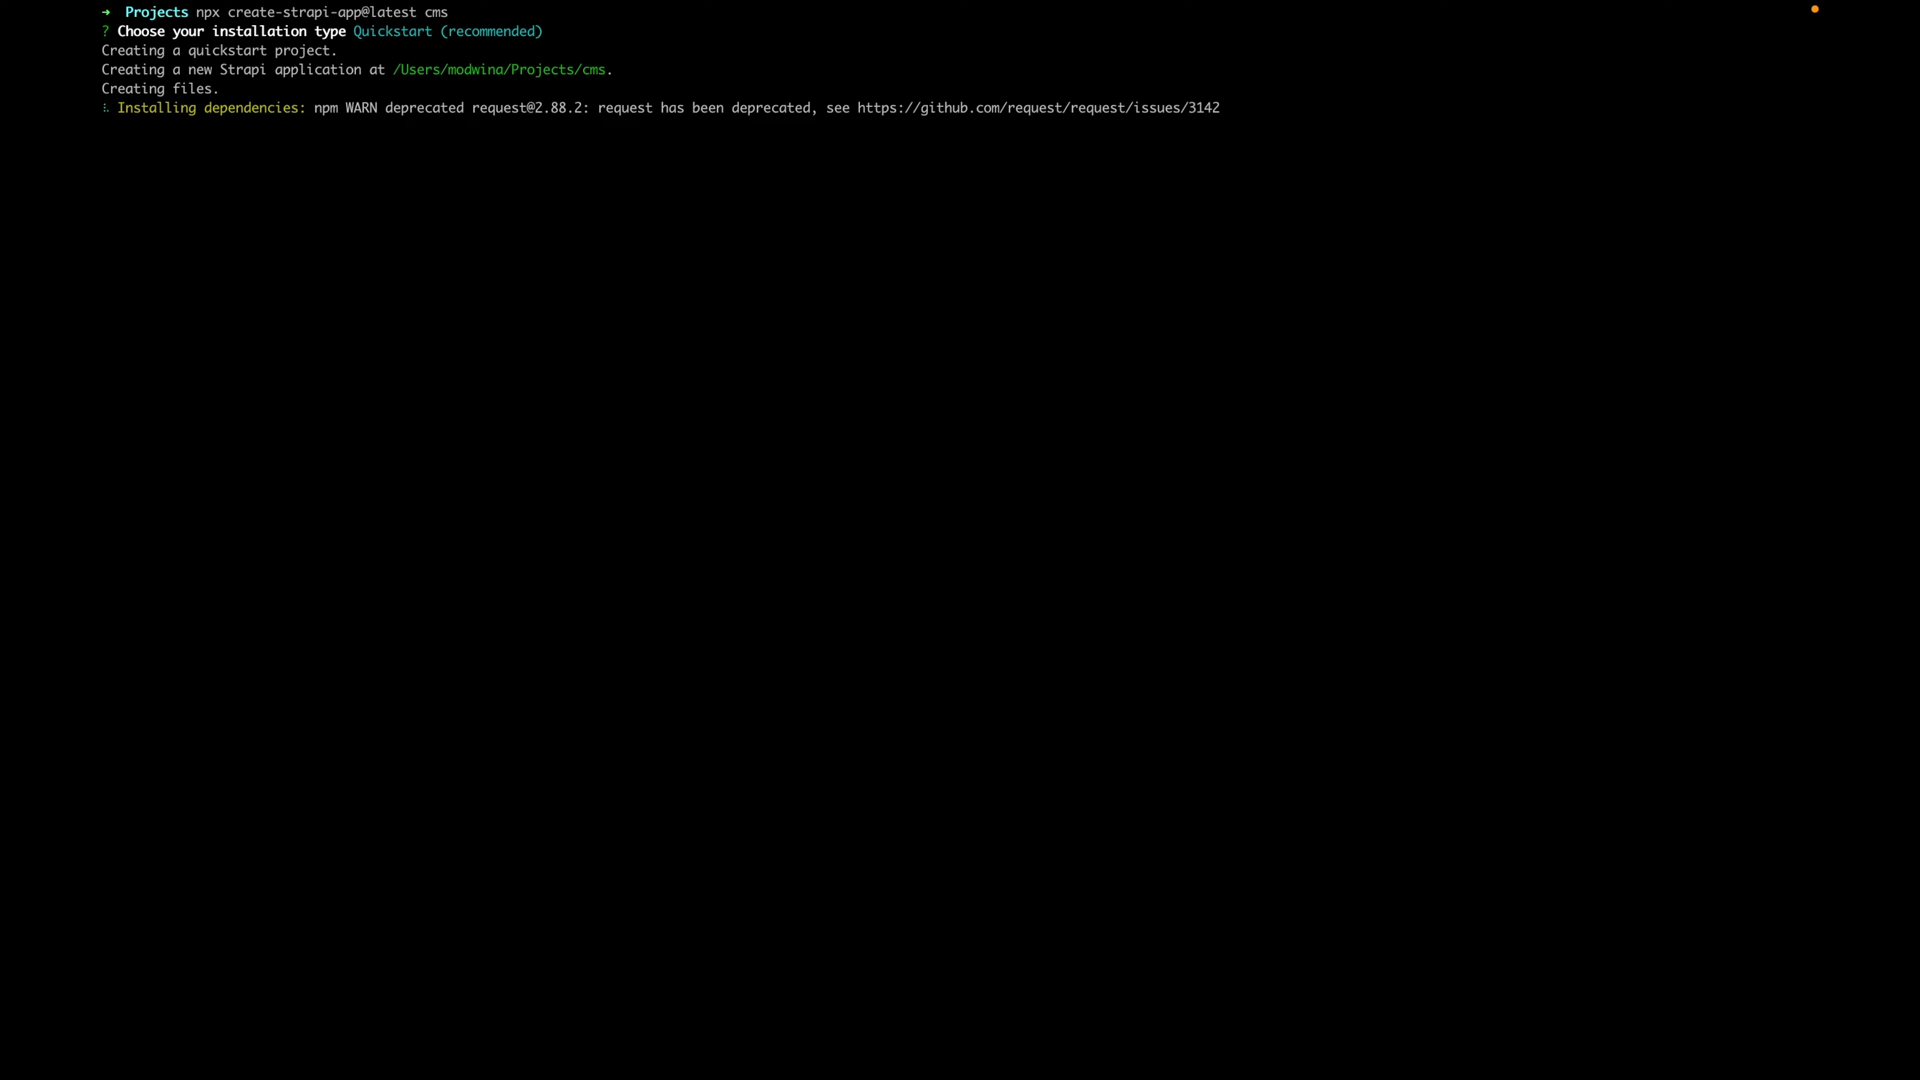 ➜  Projects npx create-strapi-app@latest cms
? Choose your installation type Quickstart (recommended)
Creating a quickstart project.
Creating a new Strapi application at /Users/modwina/Projects/cms.
Creating files.
⠧ Installing dependencies: npm WARN deprecated request@2.88.2: request has been deprecated, see https://github.com/request/request/issues/3142